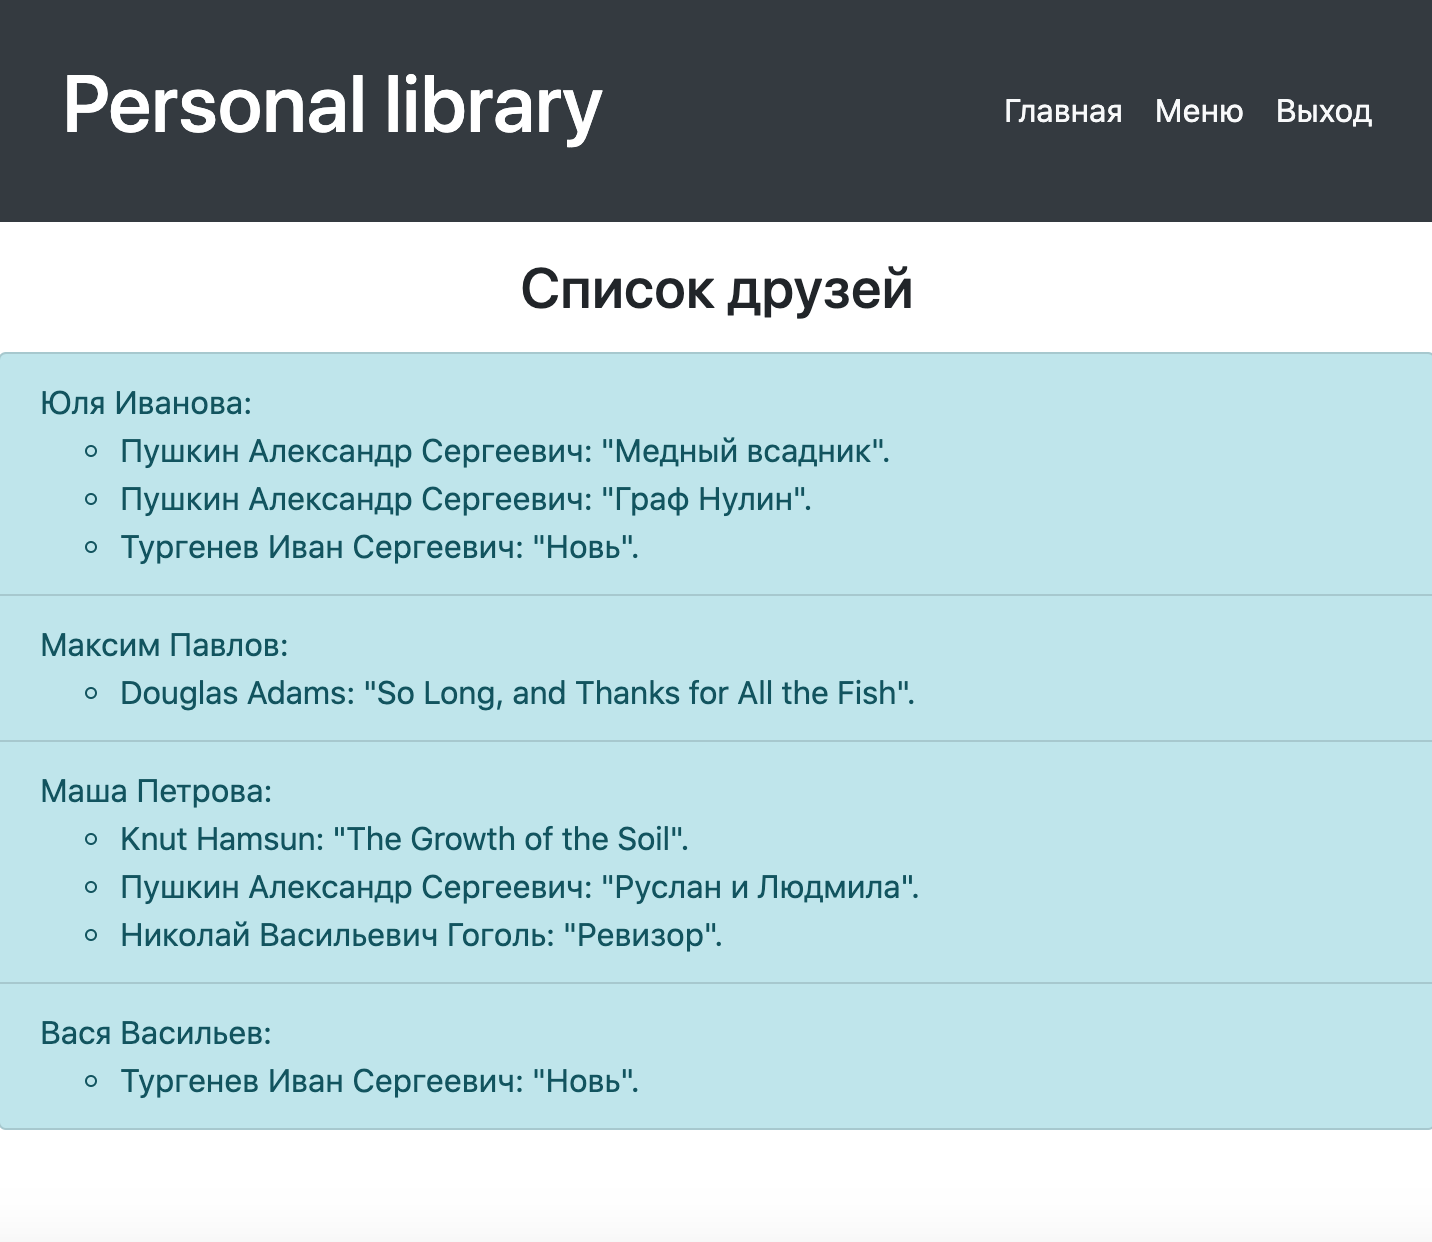 Personal library
Главная Меню Выход
Список друзей
Юля Иванова:
Пушкин Александр Сергеевич: "Медный всадник".
Пушкин Александр Сергеевич: "Граф Нулин".
Тургенев Иван Сергеевич: "Новь".
Максим Павлов:
Douglas Adams: "So Long, and Thanks for All the Fish".
Маша Петрова:
Knut Hamsun: "The Growth of the Soil".
Пушкин Александр Сергеевич: "Руслан и Людмила".
Николай Васильевич Гоголь: "Ревизор".
Вася Васильев:
Тургенев Иван Сергеевич: "Новь".